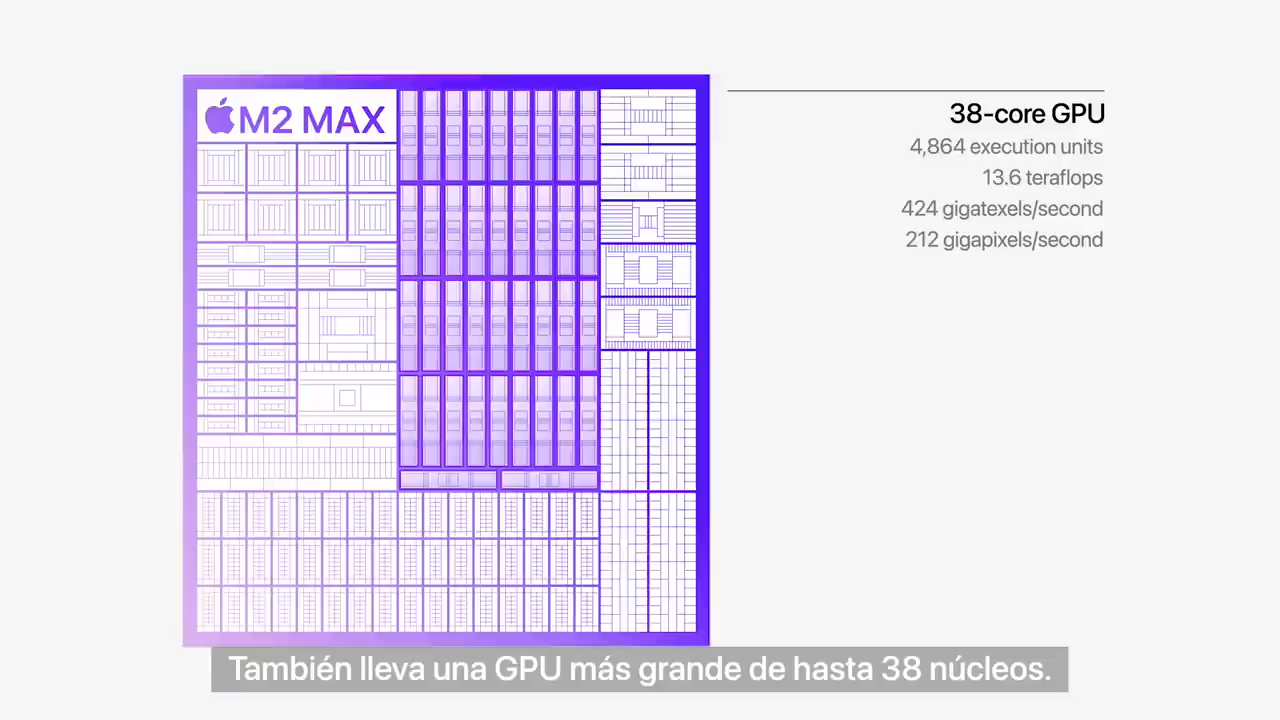 M2 MAX
38-core GPU
4,864 execution units
13.6 teraflops
424 gigatexels/second
212 gigapixels/second
También lleva una GPU más grande de hasta 38 núcleos.